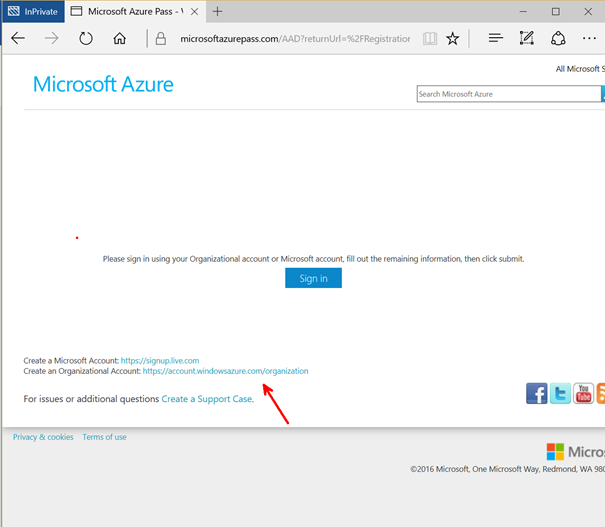 InPrivate
Microsoft Azure Pass -
microsoftazurepass.com/AAD?returnUrl=%2FRegistration
All Microsoft S
Microsoft Azure
Search Microsoft Azure
Please sign in using your Organizational account or Microsoft account, fill out the remaining information, then click submit.
Sign in
Create a Microsoft Account: https://signup.live.com
Create an Organizational Account: https://account.windowsazure.com/organization
For issues or additional questions Create a Support Case.
You
Tube
Privacy & cookies Terms of use
Micros
©2016 Microsoft, One Microsoft Way, Redmond, WA 980